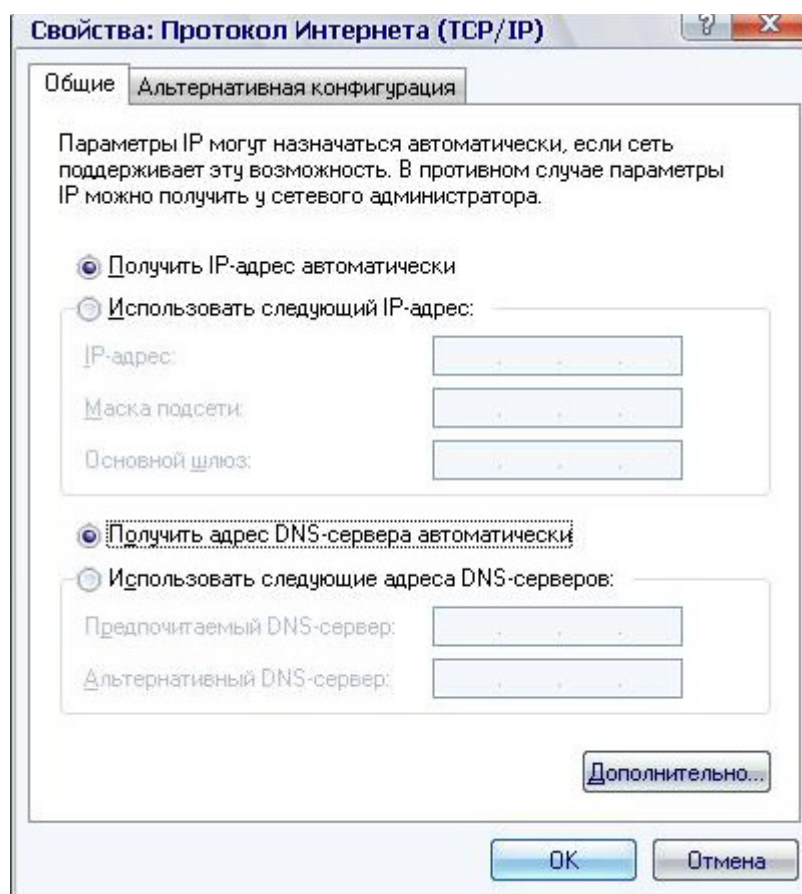 Свойства: Протокол Интернета (TCP/IP)
? X
Общие Альтернативная конфигурация
Параметры IP могут назначаться автоматически, если сеть
поддерживает эту возможность. В противном случае параметры
IP можно получить у сетевого администратора.
Получить IP-адрес автоматически
Использовать следующий IP-адрес:
IP-адрес:
Маска подсети:
Основной шлюз:
Получить адрес DNS-сервера автоматически
Использовать следующие адреса DNS-серверов:
Предпочитаемый DNS-сервер:
Альтернативный DNS-сервер:
Дополнительно...
OK Отмена